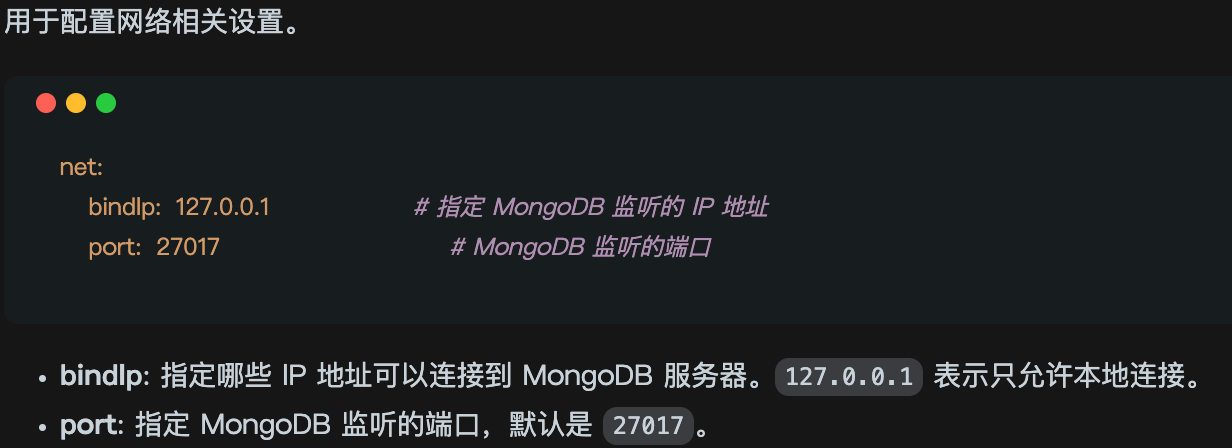 用于配置网络相关设置。
net:
bindIp: 127.0.0.1 # 指定 MongoDB 监听的 IP 地址
port: 27017 # MongoDB 监听的端口
• bindIp: 指定哪些 IP 地址可以连接到 MongoDB 服务器。127.0.0.1 表示只允许本地连接。
• port: 指定 MongoDB 监听的端口，默认是 27017。